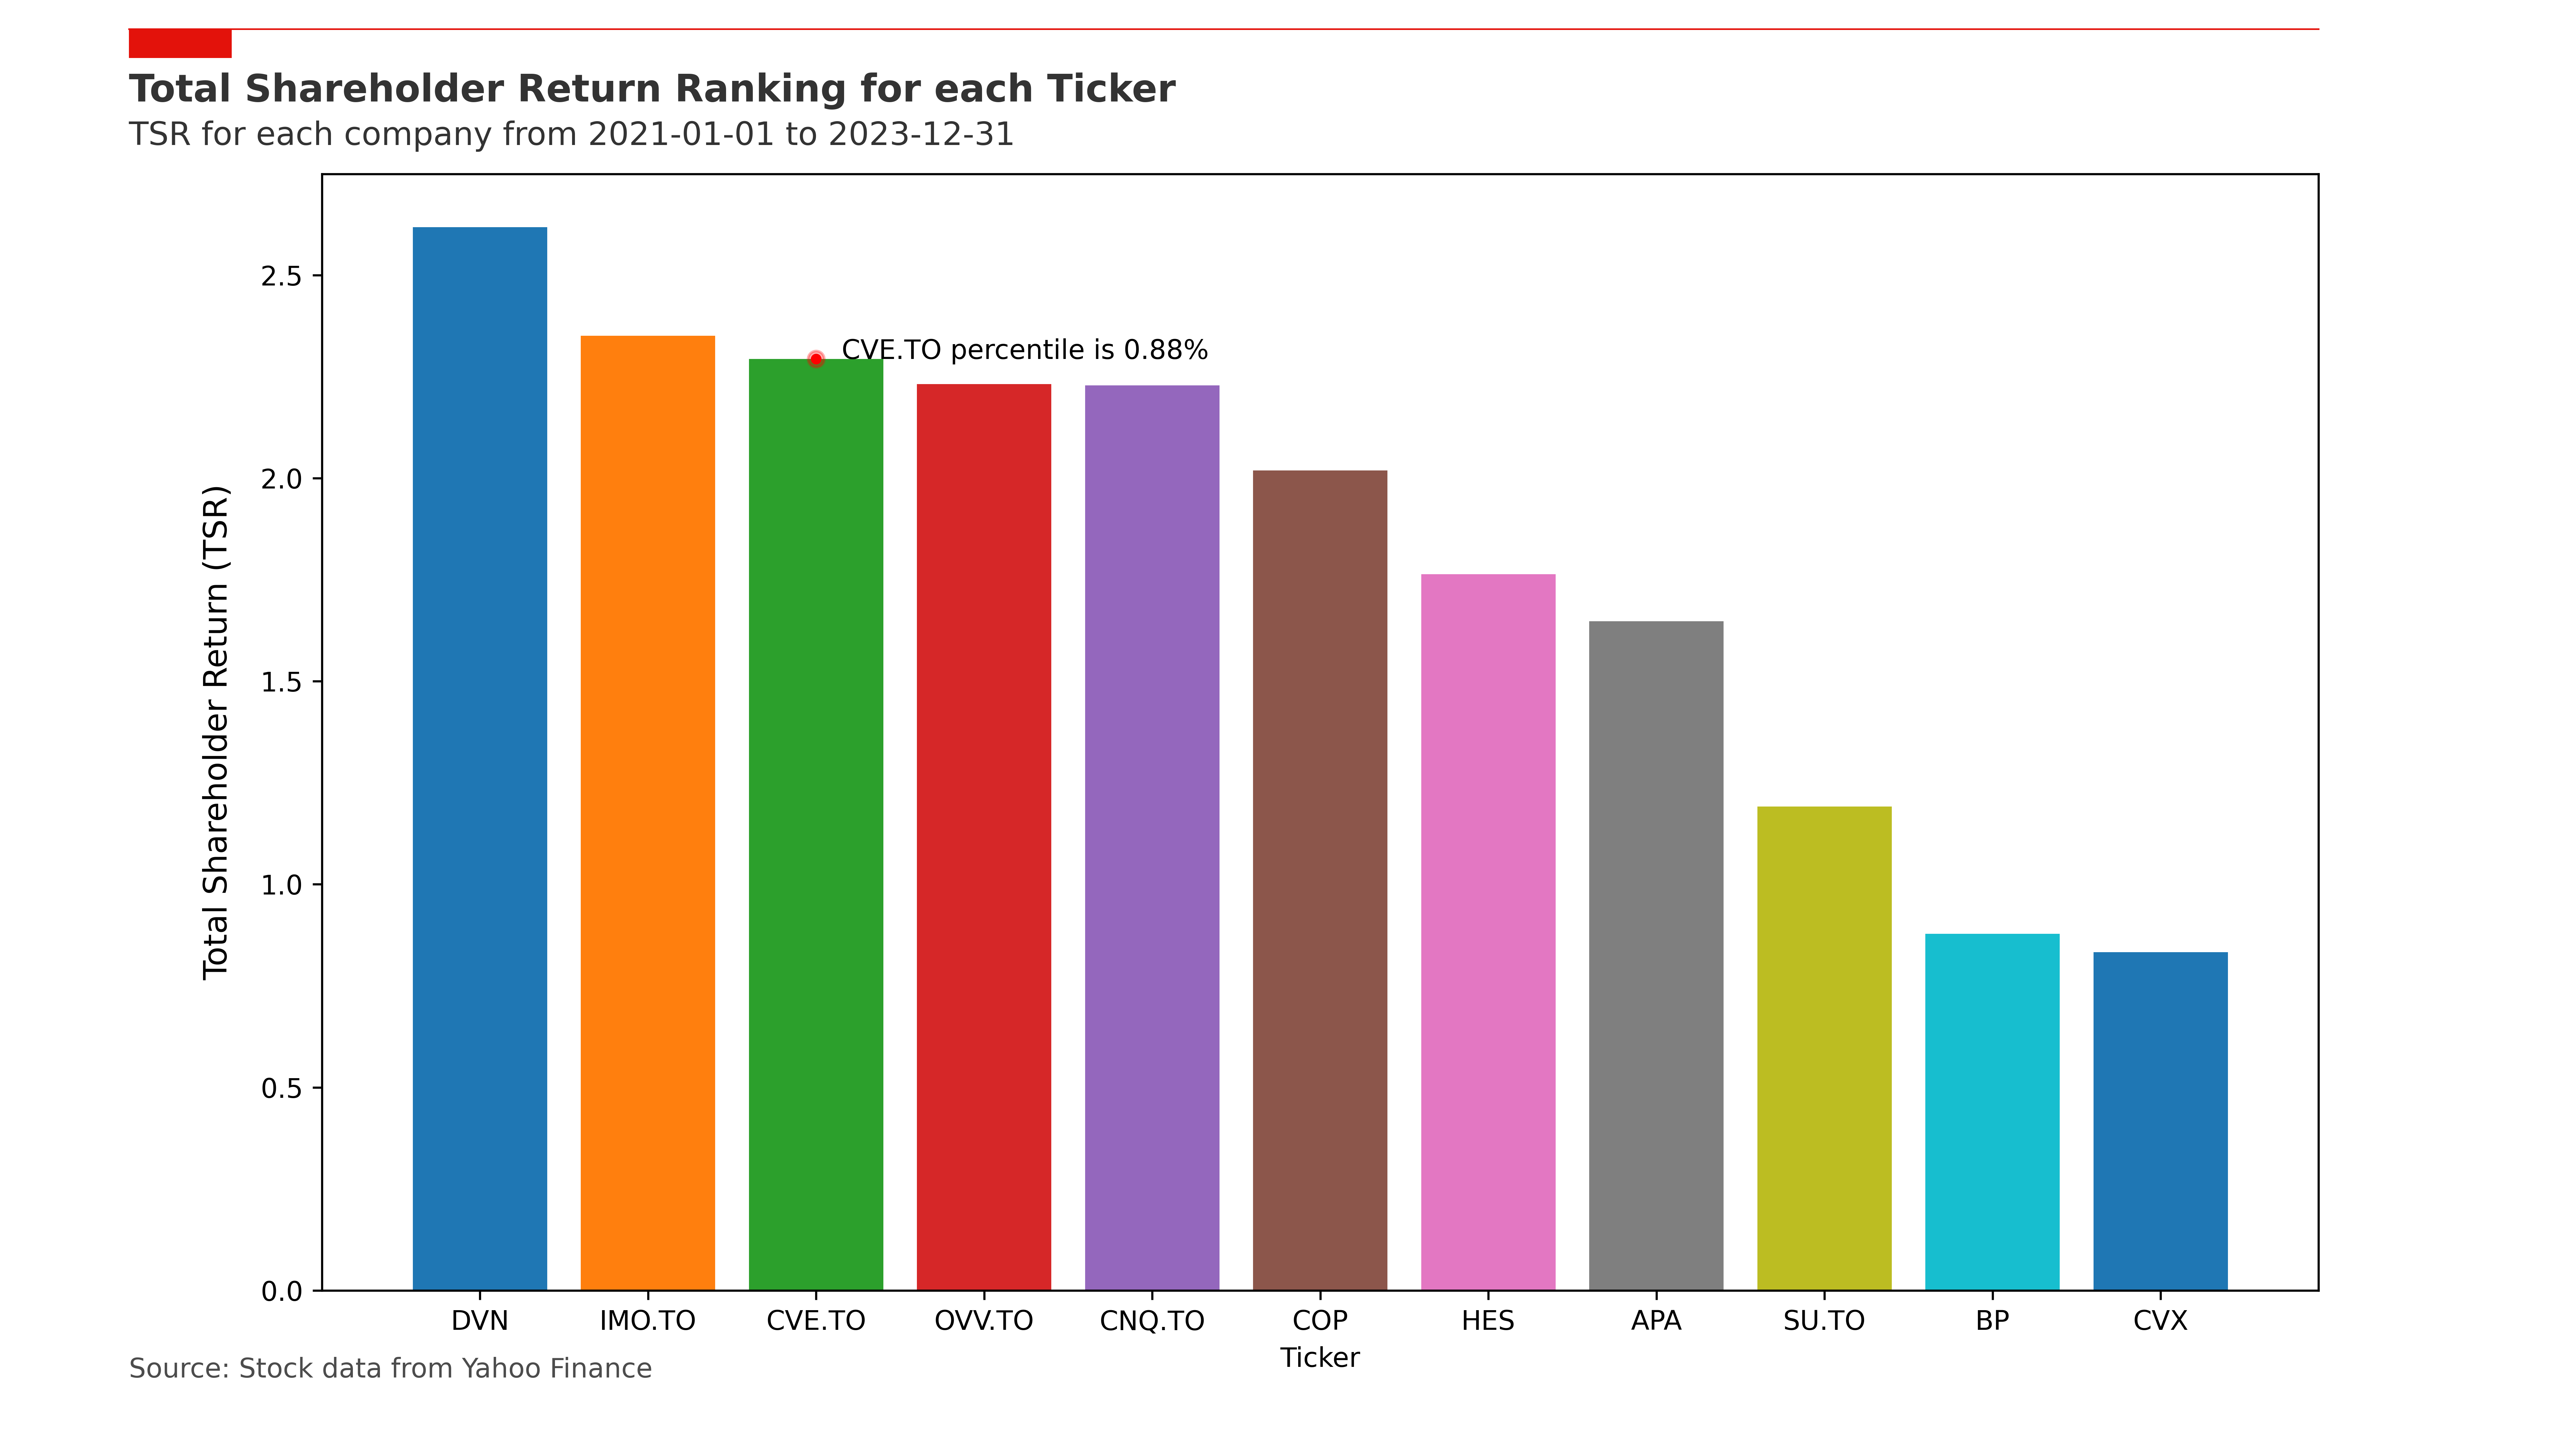 Total Shareholder Return Ranking for each Ticker
TSR for each company from 2021-01-01 to 2023-12-31
Total Shareholder Return (TSR)
2.5
2.0
1.5
1.0
0.5
0.0
CVE.TO percentile is 0.88%
DVN IMO.TO CVE.TO OVV.TO CNQ.TO COP HES APA SU.TO BP CVX
Ticker
Source: Stock data from Yahoo Finance